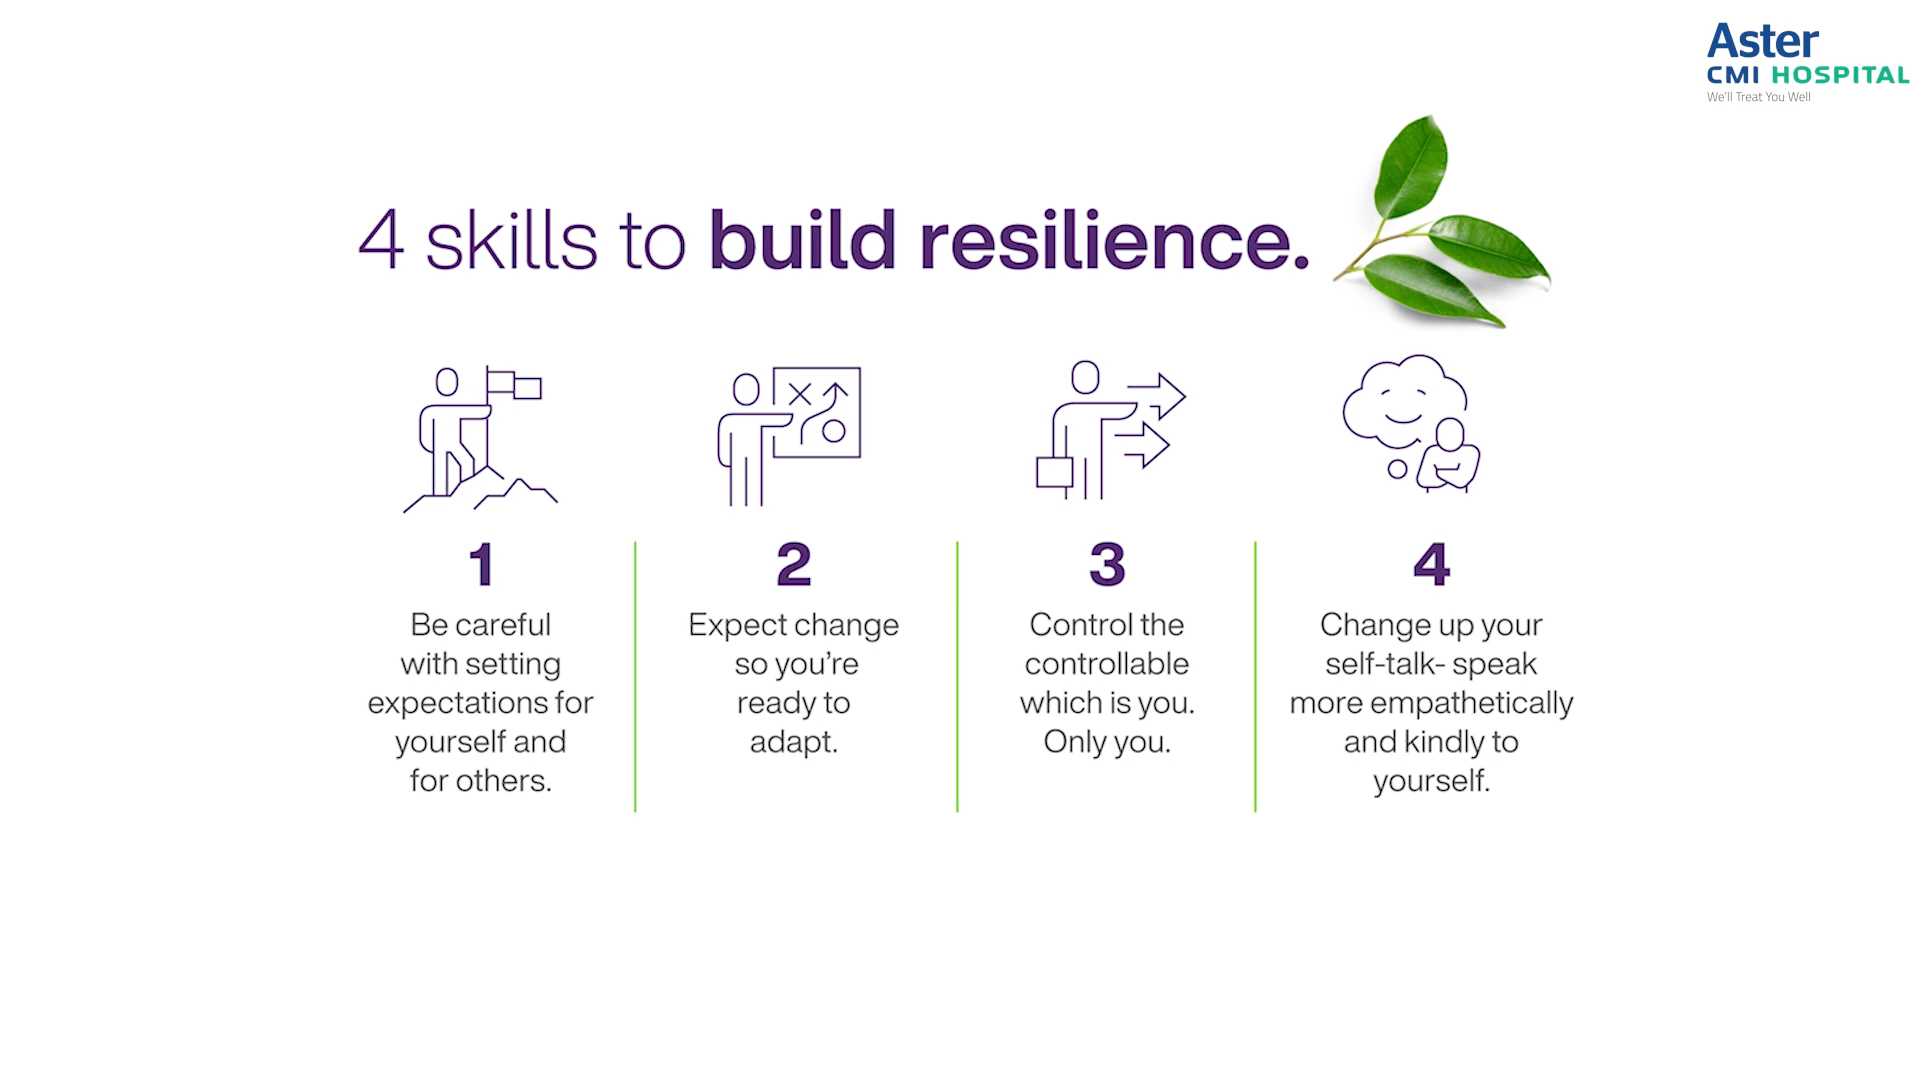 Aster
CMI HOSPITAL
We'll Treat You Well
4 skills to build resilience.
1
Be careful
with setting
expectations for
yourself and
for others.
2
Expect change
so you're
ready to
adapt.
3
Control the
controllable
which is you.
Only you.
4
Change up your
self-talk- speak
more empathetically
and kindly to
yourself.